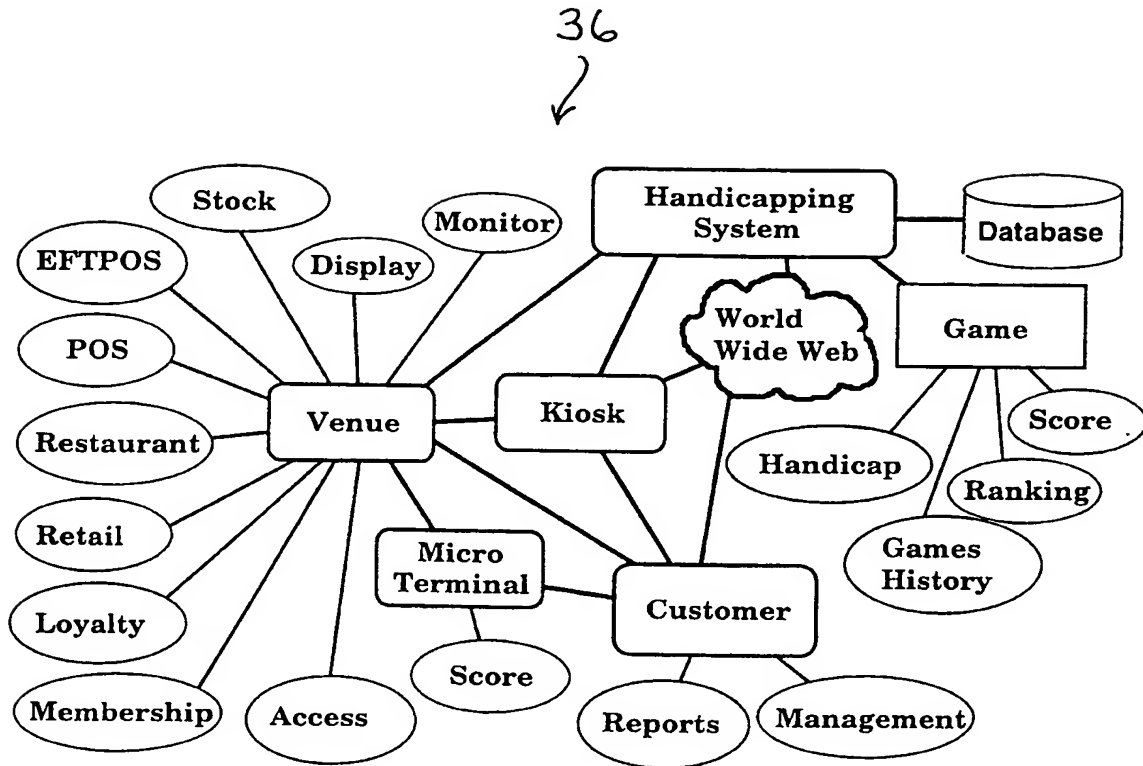 36
Handicapping
System
Database
Stock
Monitor
EFTPOS
Display
World
Wide Web
Game
POS
Venue
Kiosk
Score
Restaurant
Handicap
Ranking
Retail
Micro
Terminal
Games
History
Customer
Loyalty
Score
Membership
Access
Reports
Management